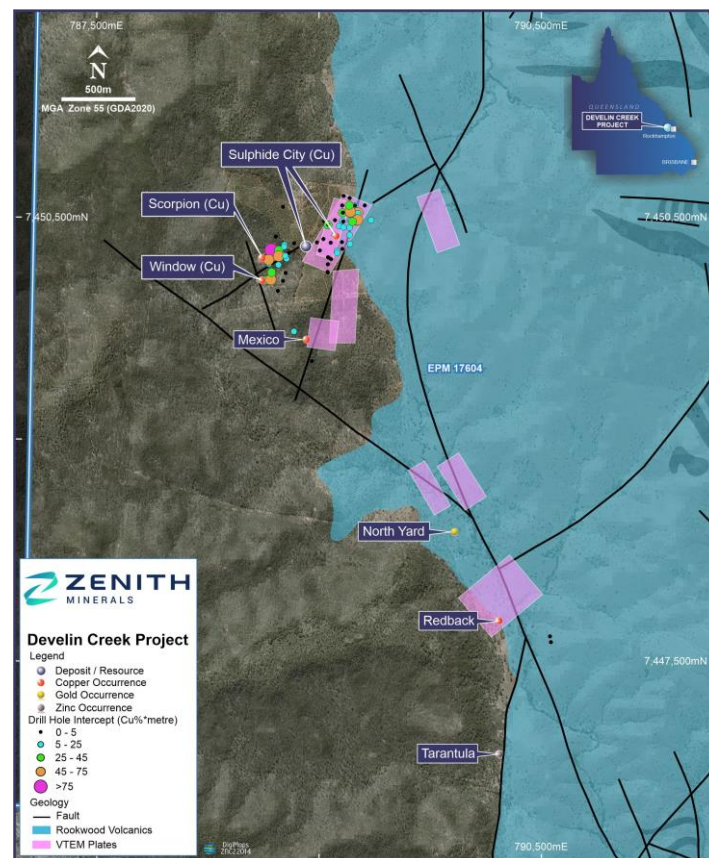 787,500mE
790,500mE
N
500m
MGA Zone 55 (GDA2020)
QUEENSLAND
DEVELIN CREEK
PROJECT
Rockhampton
BRISBANE
Sulphide City (Cu)
Scorpion (Cu)
7,450,500mN
7,450,500mN
Window (Cu)
Mexico
EPM 17604
North Yard
Redback
7,447,500mN
Tarantula
ZENITH
MINERALS
Develin Creek Project
Legend
Deposit / Resource
Copper Occurrence
Gold Occurrence
Zinc Occurrence
Drill Hole Intercept (Cu%*metre)
0 - 5
5 - 25
25 - 45
45 - 75
>75
Geology
Fault
Rookwood Volcanics
VTEM Plates
DigMaps
790,500mE